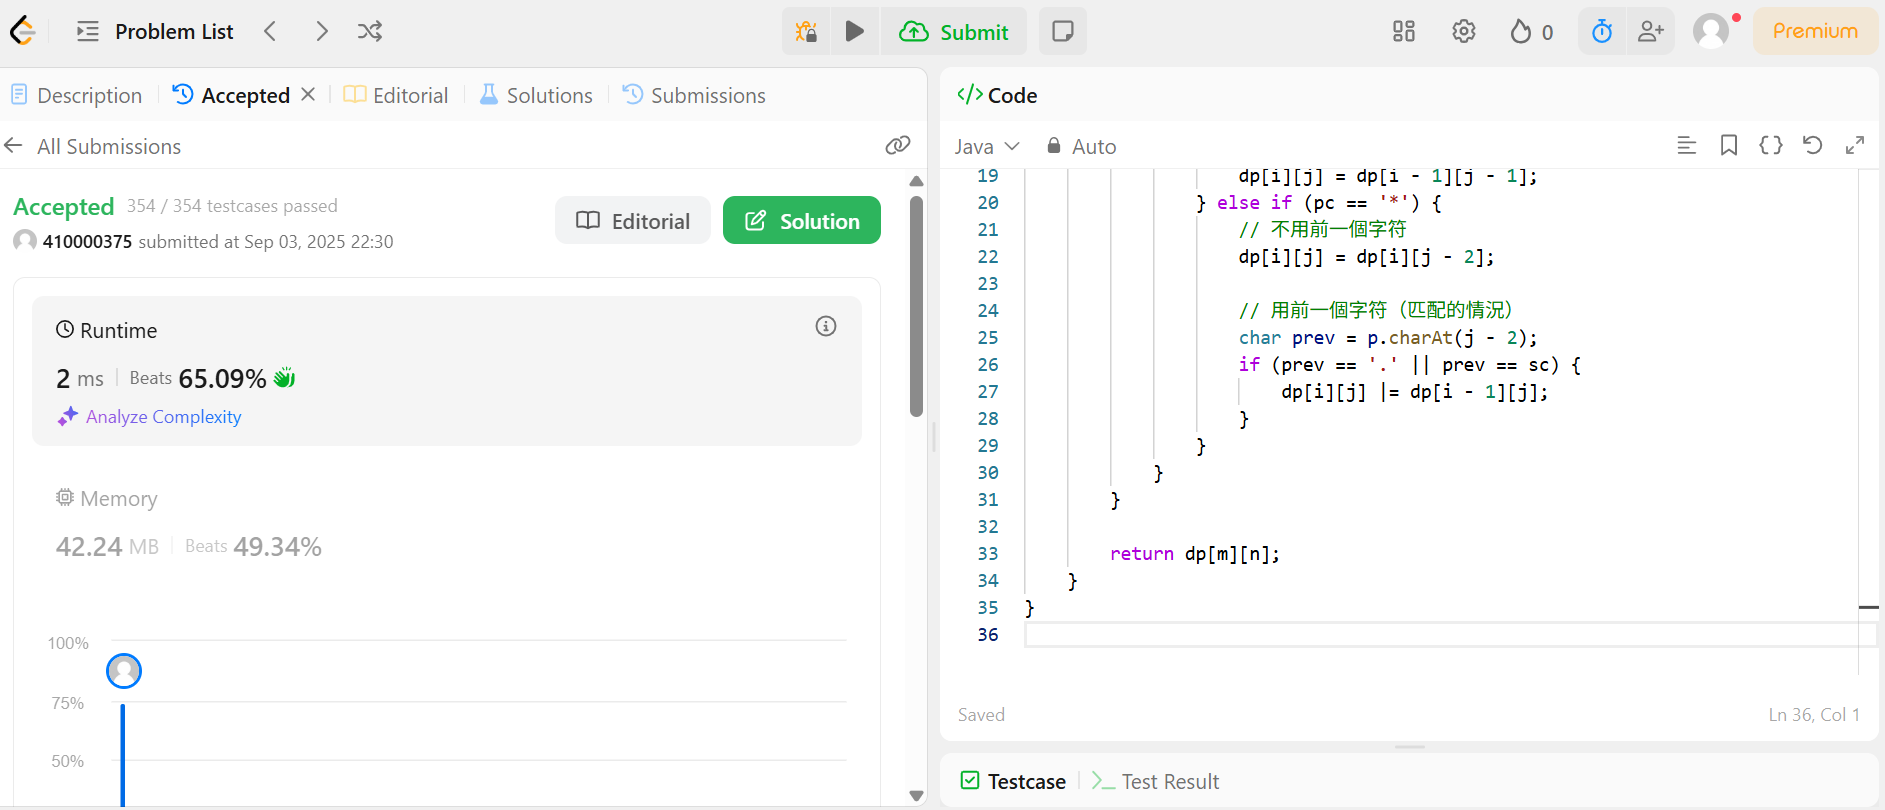 Problem List
Submit
0
Premium
Description
Accepted
Editorial
Solutions
Submissions
All Submissions
Accepted 354 / 354 testcases passed
410000375 submitted at Sep 03, 2025 22:30
Editorial
Solution
Runtime
2 ms
Beats 65.09%
Analyze Complexity
Memory
42.24 MB
Beats 49.34%
100%
75%
50%
</> Code
Java
Auto
19 dp[i][j] = dp[i - 1][j - 1];
20 } else if (pc == '*') {
21 // 不用前一個字符
22 dp[i][j] = dp[i][j - 2];
23
24 // 用前一個字符（匹配的情況）
25 char prev = p.charAt(j - 2);
26 if (prev == '.' || prev == sc) {
27 dp[i][j] |= dp[i - 1][j];
28 }
29 }
30 }
31 }
32
33 return dp[m][n];
34 }
35 }
36
Saved
Ln 36, Col 1
Testcase
Test Result